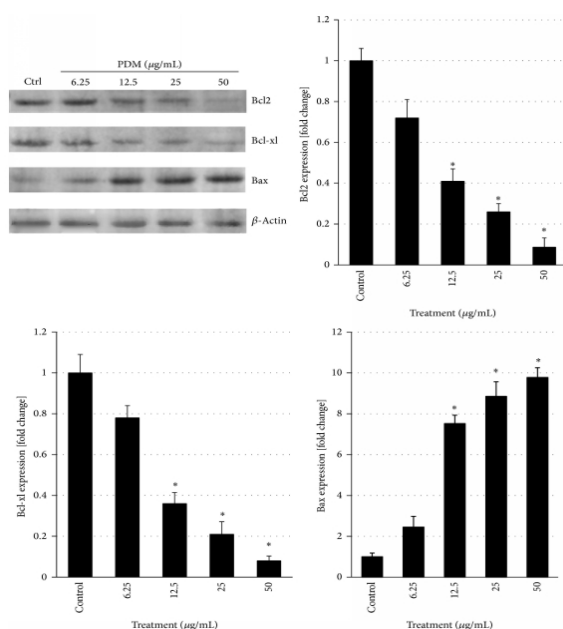 PDM (μg/mL)
Ctrl 6.25 12.5 25 50
Bcl2
Bcl-xl
Bax
β-Actin
Bcl2 expression [fold change]
1.2
1
0.8
0.6
0.4
0.2
0
*
*
*
Control 6.25 12.5 25 50
Treatment (μg/mL)
Bcl-xl expression [fold change]
1.2
1
0.8
0.6
0.4
0.2
0
*
*
*
Control 6.25 12.5 25 50
Treatment (μg/mL)
Bax expression [fold change]
12
10
8
6
4
2
0
*
*
*
Control 6.25 12.5 25 50
Treatment (μg/mL)